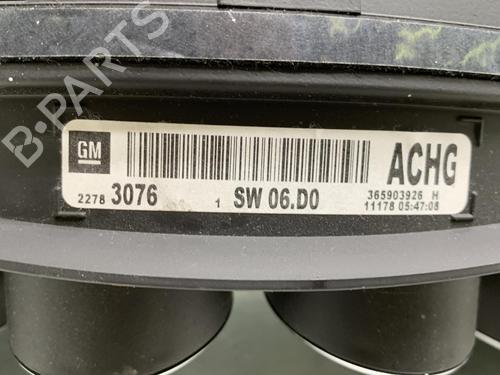 B-PARTS
GM
ACHG
2278 3076 1 SW 06.D0
365903926 H
11178 05:47:08